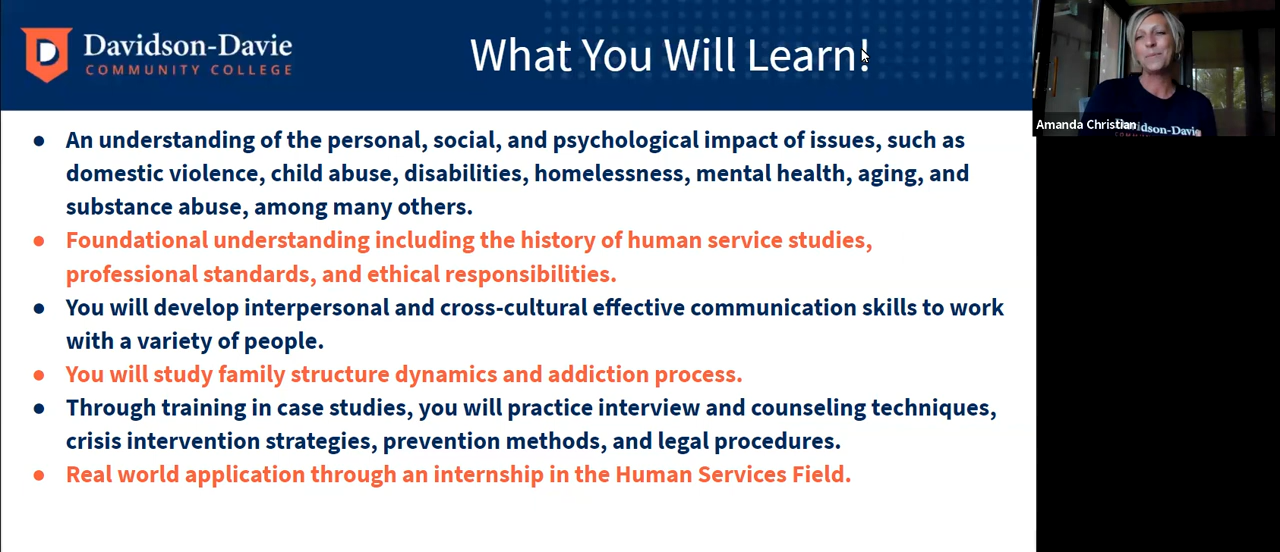 Davidson-Davie
COMMUNITY COLLEGE
What You Will Learn!
● An understanding of the personal, social, and psychological impact of issues, such as
domestic violence, child abuse, disabilities, homelessness, mental health, aging, and
substance abuse, among many others.
● Foundational understanding including the history of human service studies,
professional standards, and ethical responsibilities.
● You will develop interpersonal and cross-cultural effective communication skills to work
with a variety of people.
● You will study family structure dynamics and addiction process.
● Through training in case studies, you will practice interview and counseling techniques,
crisis intervention strategies, prevention methods, and legal procedures.
● Real world application through an internship in the Human Services Field.
Amanda Christian